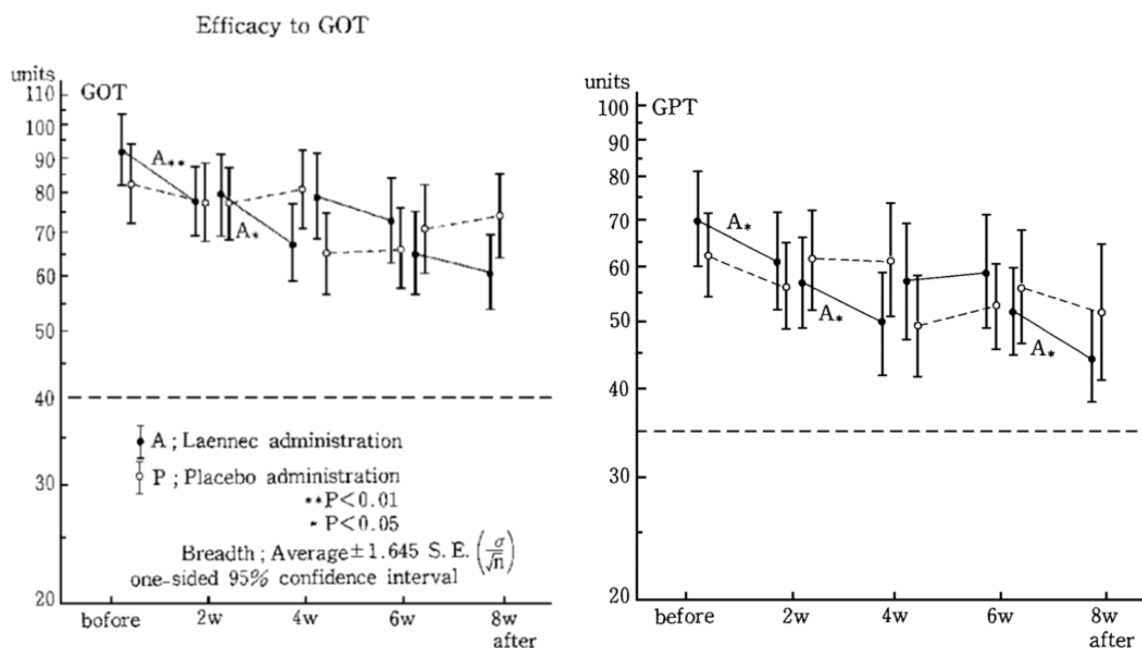 Efficacy to GOT
units
GOT
110
100
90
80
70
60
50
40
30
20
A**
A*
A ; Laennec administration
P ; Placebo administration
**P<0.01
* P<0.05
Breadth ; Average±1.645 S. E. (σ/√n)
one-sided 95% confidence interval
bofore 2w 4w 6w 8w
after
units
GPT
100
90
80
70
60
50
40
30
20
A*
A*
A*
before 2w 4w 6w 8w
after